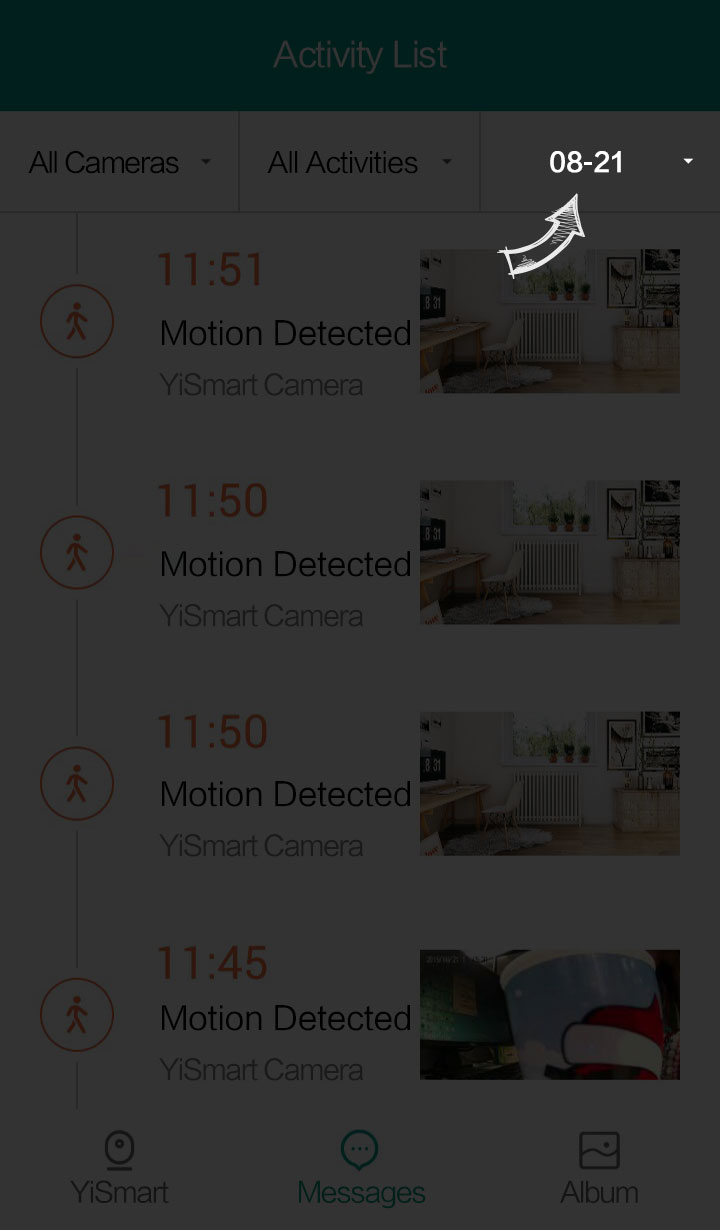 Activity List
All Cameras
All Activities
08-21
11:51
Motion Detected
YiSmart Camera
11:50
Motion Detected
YiSmart Camera
11:50
Motion Detected
YiSmart Camera
11:45
Motion Detected
YiSmart Camera
YiSmart
Messages
Album